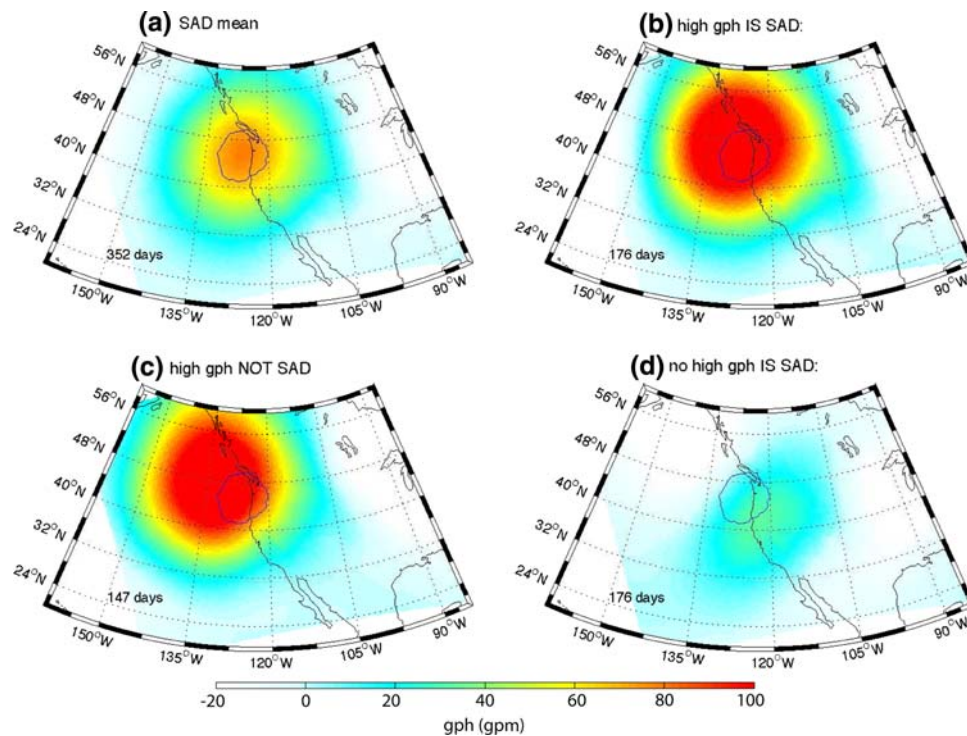 (a) SAD mean
56°N
48°N
40°N
32°N
24°N
352 days
150°W
135°W
120°W
105°W
90°W
(b) high gph IS SAD:
56°N
48°N
40°N
32°N
24°N
176 days
150°W
135°W
120°W
105°W
90°W
(c) high gph NOT SAD
56°N
48°N
40°N
32°N
24°N
147 days
150°W
135°W
120°W
105°W
90°W
(d) no high gph IS SAD:
56°N
48°N
40°N
32°N
24°N
176 days
150°W
135°W
120°W
105°W
90°W
-20 0 20 40 60 80 100
gph (gpm)